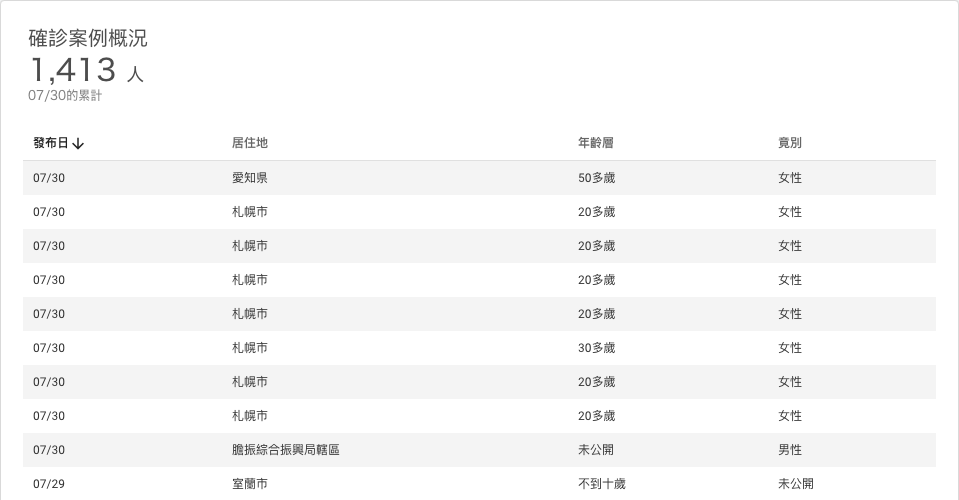 確診案例概況
1,413 人
07/30的累計
發布日↓ 居住地 年齡層 竟別
07/30 愛知県 50多歲 女性
07/30 札幌市 20多歲 女性
07/30 札幌市 20多歲 女性
07/30 札幌市 20多歲 女性
07/30 札幌市 20多歲 女性
07/30 札幌市 30多歲 女性
07/30 札幌市 20多歲 女性
07/30 札幌市 20多歲 女性
07/30 膽振綜合振興局轄區 未公開 男性
07/29 室蘭市 不到十歲 未公開